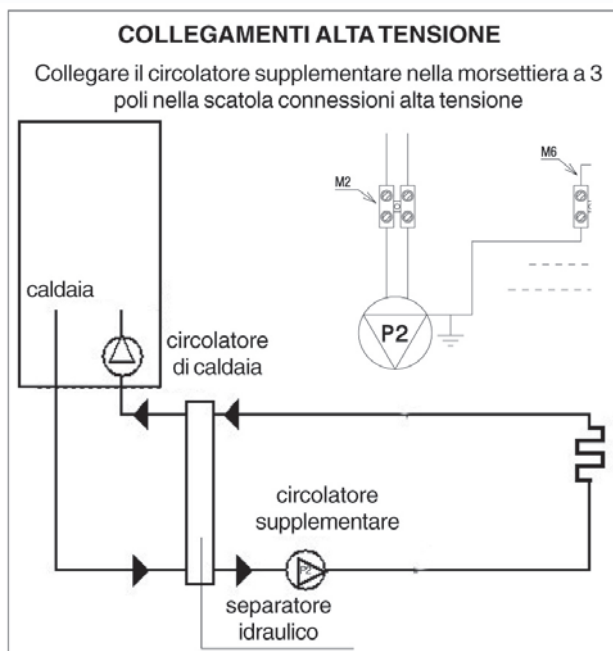 COLLEGAMENTI ALTA TENSIONE
Collegare il circolatore supplementare nella morsettiera a 3
poli nella scatola connessioni alta tensione
M2
M6
caldaia
P2
circolatore
di caldaia
circolatore
supplementare
P2
separatore
idraulico